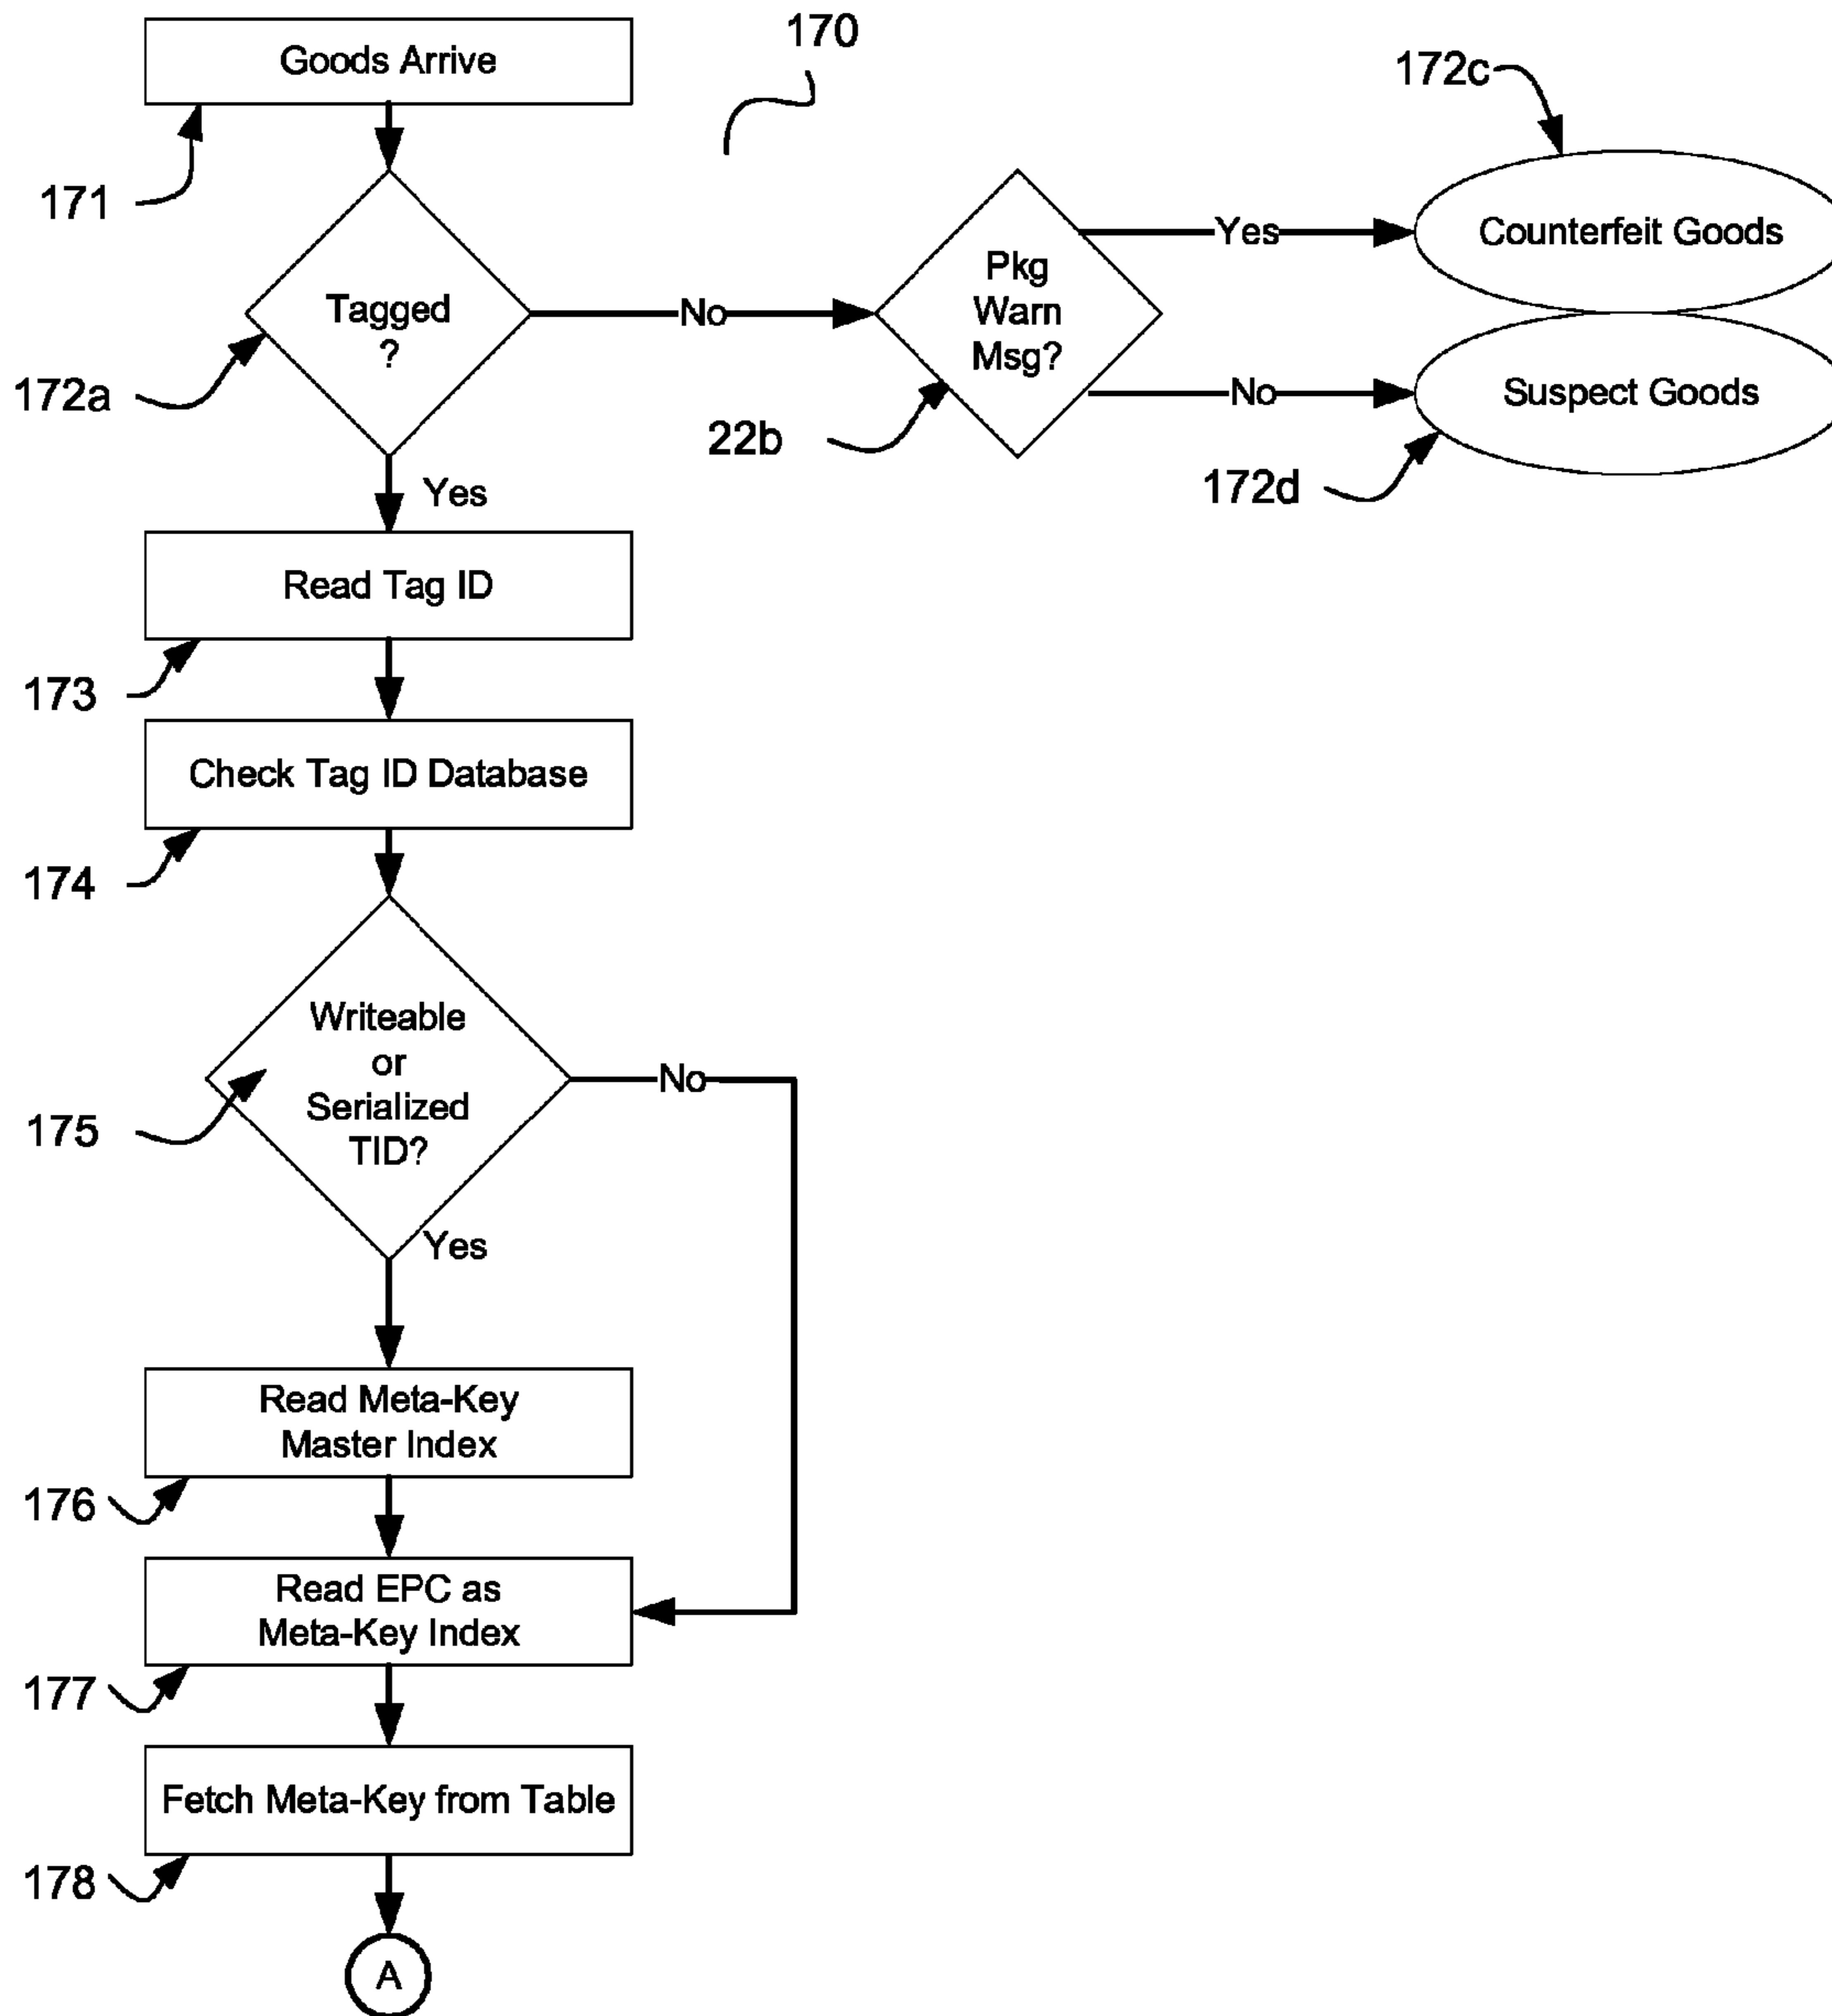 Goods Arrive
170
172c
171
Counterfeit Goods
Yes
Pkg
Warn
Msg?
Tagged
?
No
172a
Suspect Goods
No
22b
172d
Yes
Read Tag ID
173
Check Tag ID Database
174
Writeable
or
Serialized
TID?
No
175
Yes
Read Meta-Key
Master Index
176
Read EPC as
Meta-Key Index
177
Fetch Meta-Key from Table
178
A